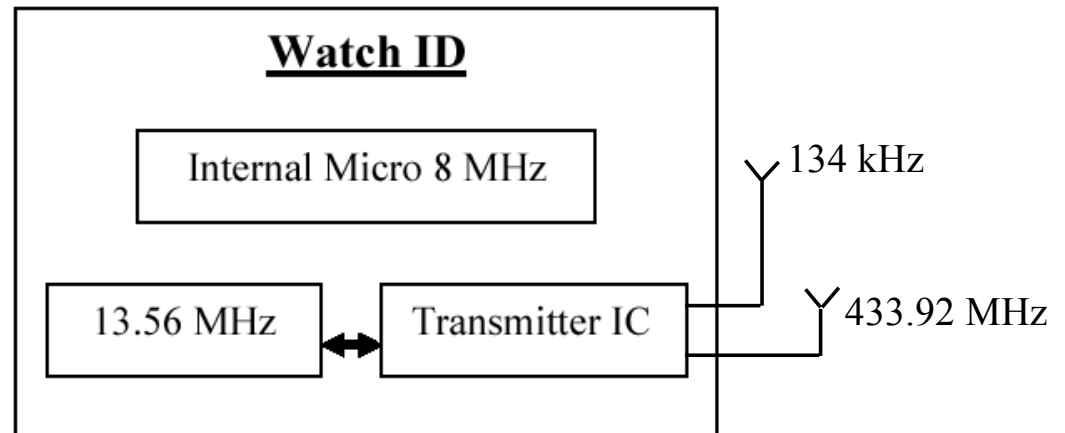 Watch ID
Internal Micro 8 MHz
134 kHz
13.56 MHz
Transmitter IC
433.92 MHz